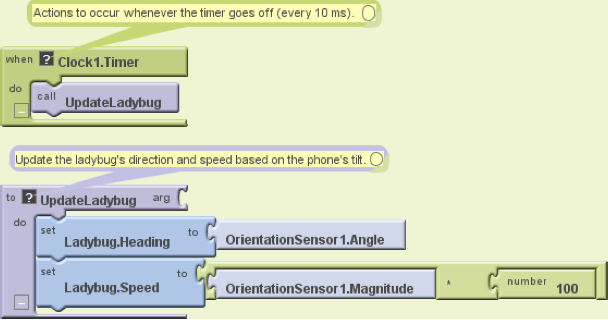 Actions to occur whenever the timer goes off (every 10 ms).
when ? Clock1.Timer
do call UpdateLadybug
Update the ladybug's direction and speed based on the phone's tilt.
to ? UpdateLadybug arg
do set Ladybug.Heading to OrientationSensor1.Angle
set Ladybug.Speed to OrientationSensor1.Magnitude * number 100